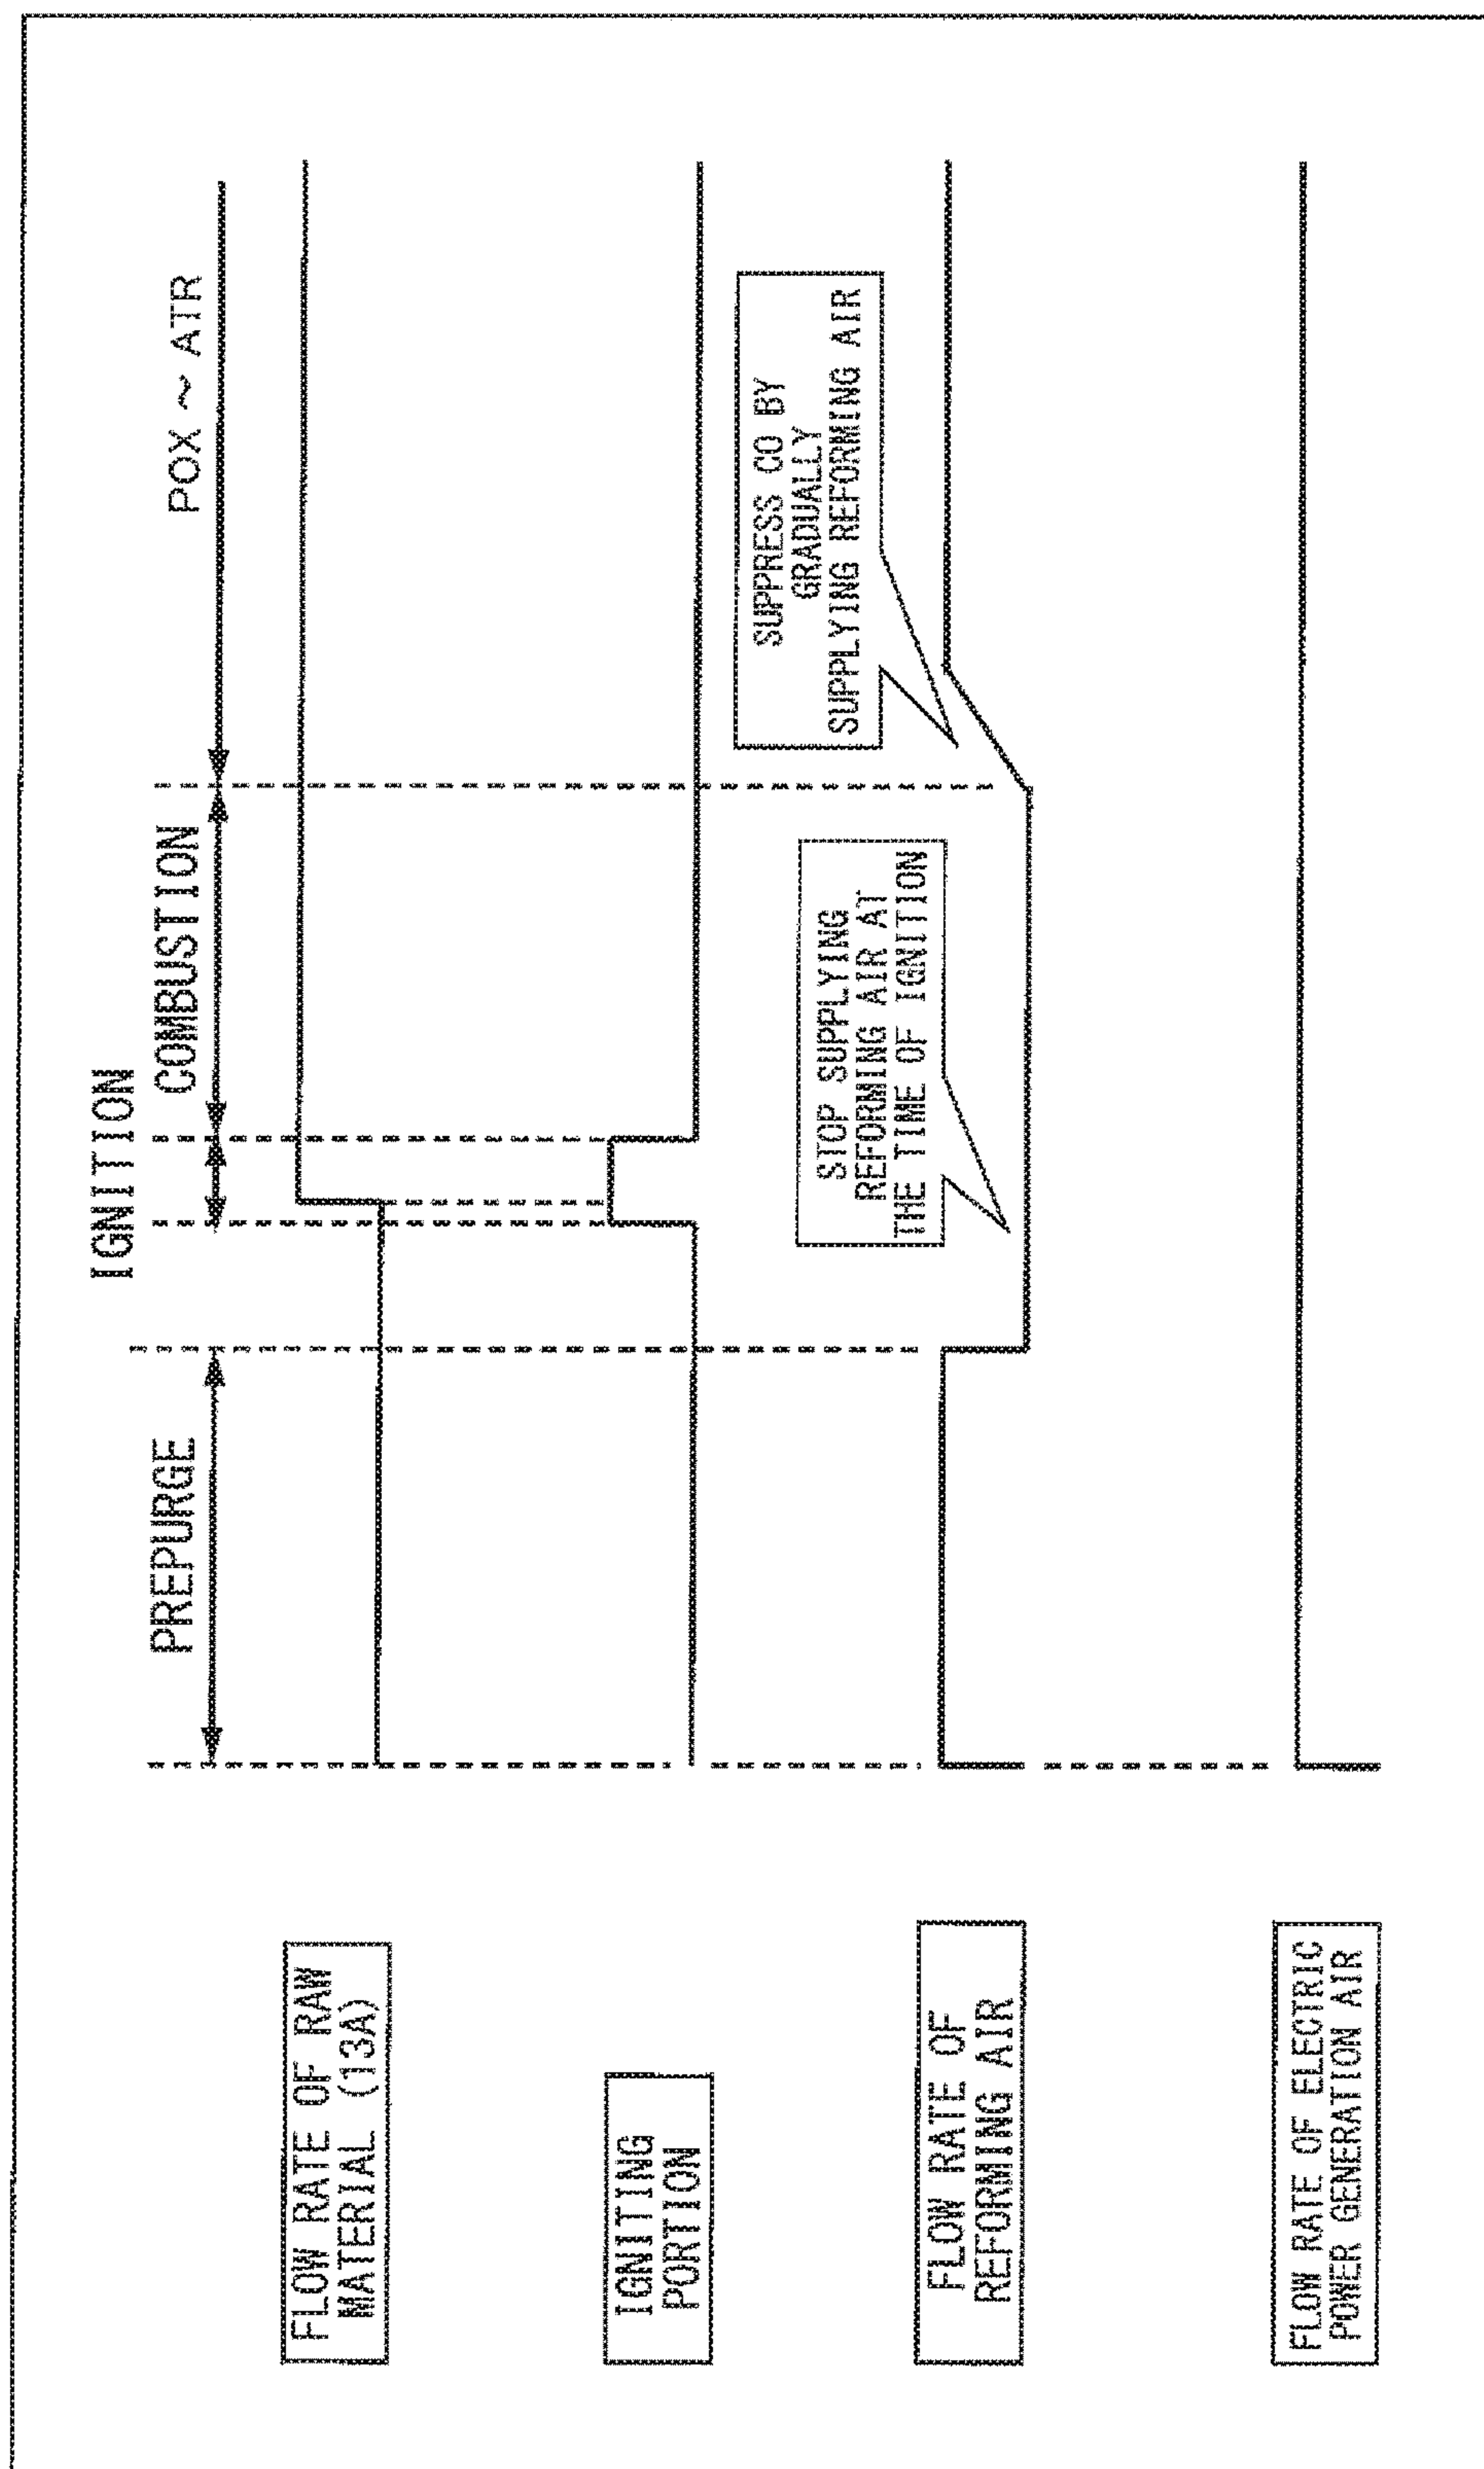 IGNITION
PREPURGE
COMBUSTION
POX ~ ATR
FLOW RATE OF RAW
MATERIAL (13A)
IGNITING
PORTION
SUPPRESS CO BY
GRADUALLY
SUPPLYING REFORMING AIR
STOP SUPPLYING
REFORMING AIR AT
THE TIME OF IGNITION
FLOW RATE OF
REFORMING AIR
FLOW RATE OF ELECTRIC
POWER GENERATION AIR